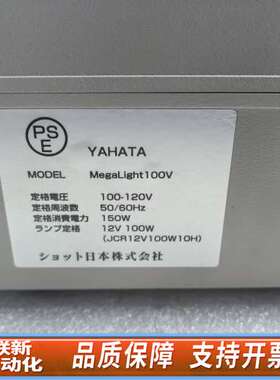 PS
E
YAHATA
MODEL MegaLight100V
定格電圧 100-120V
定格周波数 50/60Hz
定格消費電力 150W
ランプ定格 12V 100W
(JCR12V100W10H)
ショット日本株式会社
动化 品质保障 支持开票